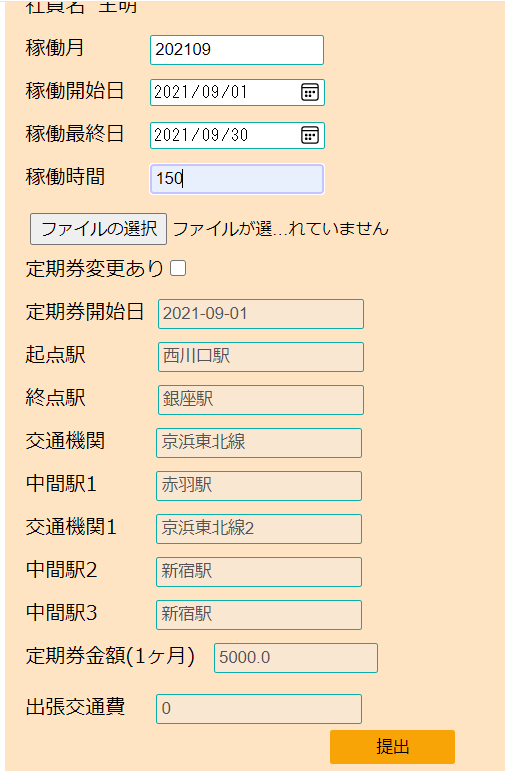 社員名 王明
稼働月 202109
稼働開始日 2021/09/01
稼働最終日 2021/09/30
稼働時間 150
ファイルの選択 ファイルが選...れていません
定期券変更あり
定期券開始日 2021-09-01
起点駅 西川口駅
終点駅 銀座駅
交通機関 京浜東北線
中間駅1 赤羽駅
交通機関1 京浜東北線2
中間駅2 新宿駅
中間駅3 新宿駅
定期券金額(1ヶ月) 5000.0
出張交通費 0
提出